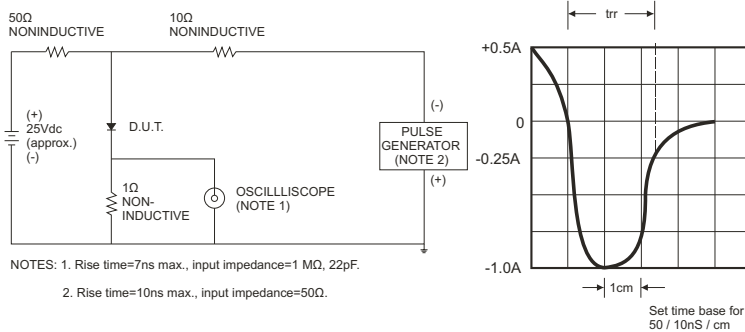 50Ω
NONINDUCTIVE
10Ω
NONINDUCTIVE
(+)
25Vdc
(approx.)
(-)
D.U.T.
1Ω
NON-
INDUCTIVE
OSCILLLISCOPE
(NOTE 1)
(-)
PULSE
GENERATOR
(NOTE 2)
(+)
NOTES: 1. Rise time=7ns max., input impedance=1 MΩ, 22pF.
2. Rise time=10ns max., input impedance=50Ω.
trr
+0.5A
0
-0.25A
-1.0A
1cm
Set time base for
50 / 10nS / cm